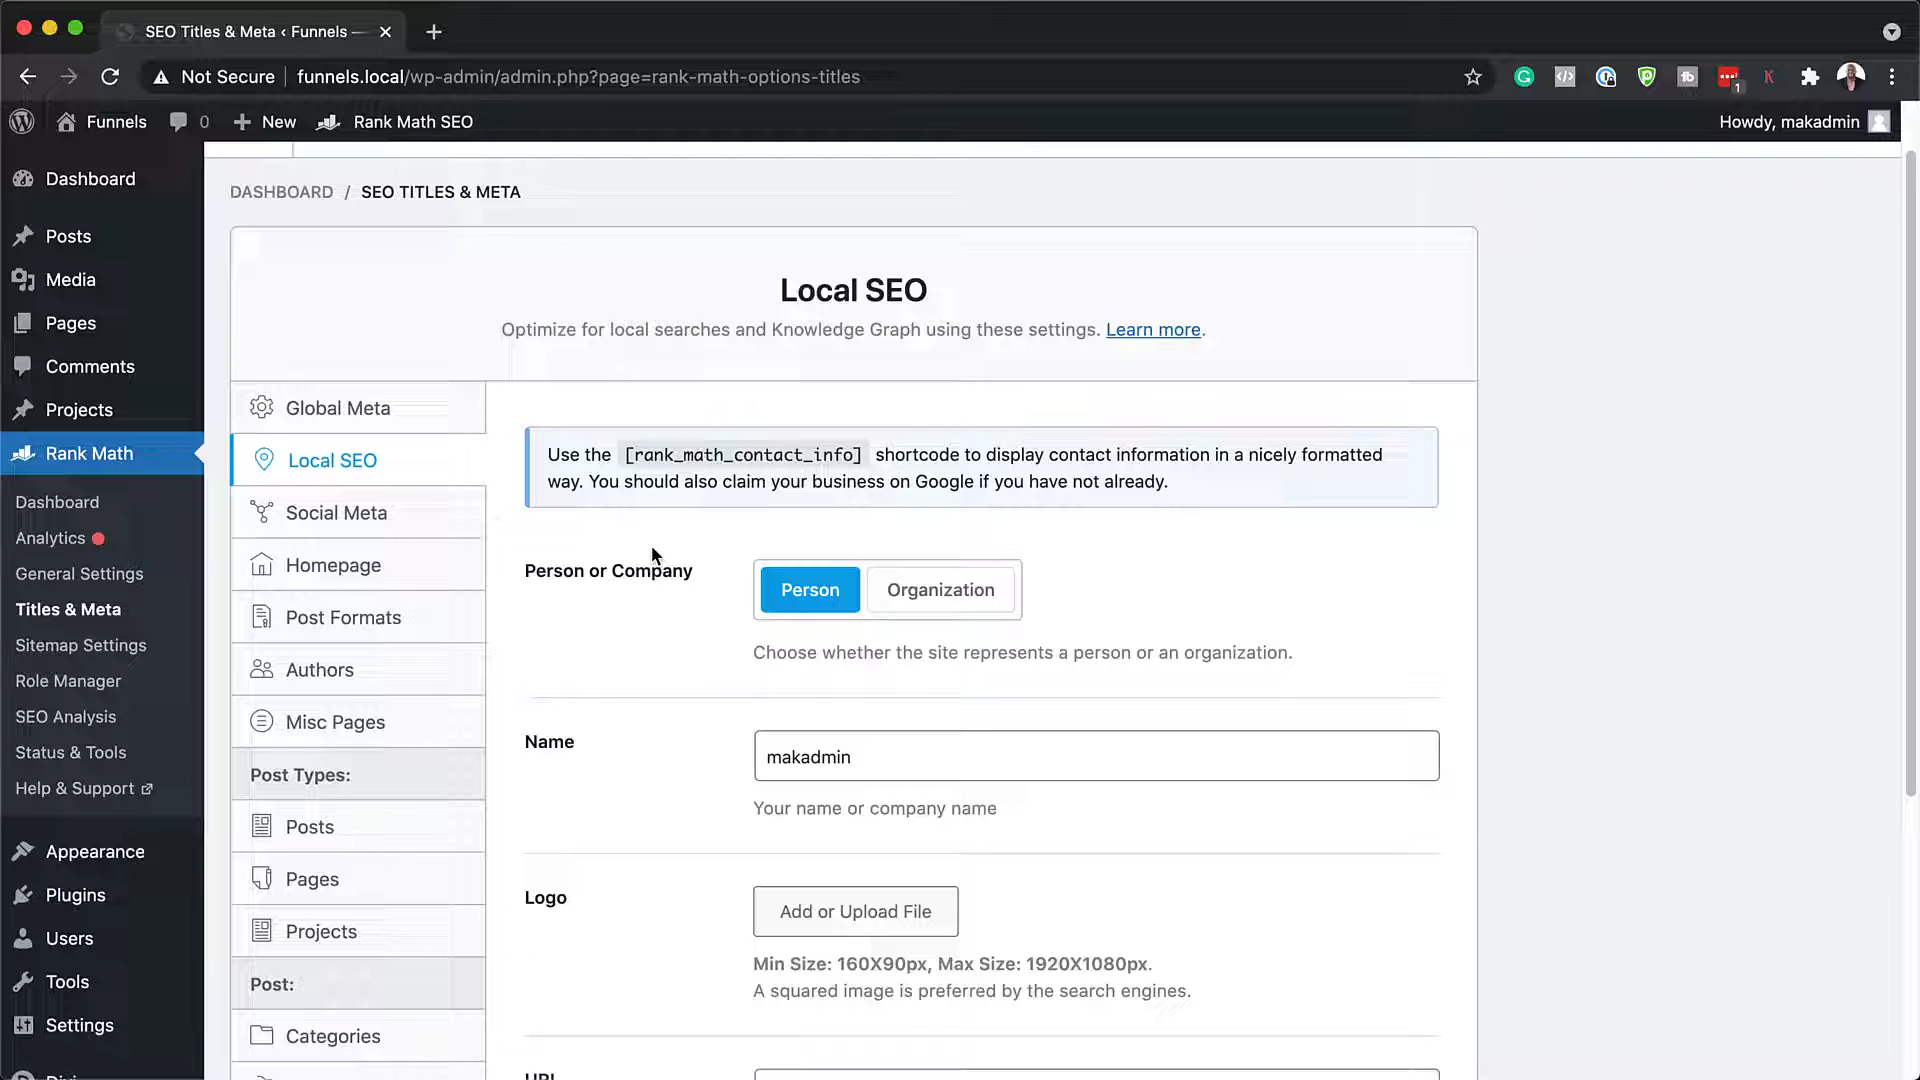 SEO Titles & Meta ‹ Funnels —
Not Secure
funnels.local/wp-admin/admin.php?page=rank-math-options-titles
1
Funnels
0
New
Rank Math SEO
Howdy, makadmin
Dashboard
Posts
Media
Pages
Comments
Projects
Rank Math
Dashboard
Analytics
General Settings
Titles & Meta
Sitemap Settings
Role Manager
SEO Analysis
Status & Tools
Help & Support
Appearance
Plugins
Users
Tools
Settings
DASHBOARD / SEO TITLES & META
Local SEO
Optimize for local searches and Knowledge Graph using these settings. Learn more.
Global Meta
Local SEO
Social Meta
Homepage
Post Formats
Authors
Misc Pages
Post Types:
Posts
Pages
Projects
Post:
Categories
Use the [rank_math_contact_info] shortcode to display contact information in a nicely formatted
way. You should also claim your business on Google if you have not already.
Person or Company
Person
Organization
Choose whether the site represents a person or an organization.
Name
makadmin
Your name or company name
Logo
Add or Upload File
Min Size: 160X90px, Max Size: 1920X1080px.
A squared image is preferred by the search engines.
URL